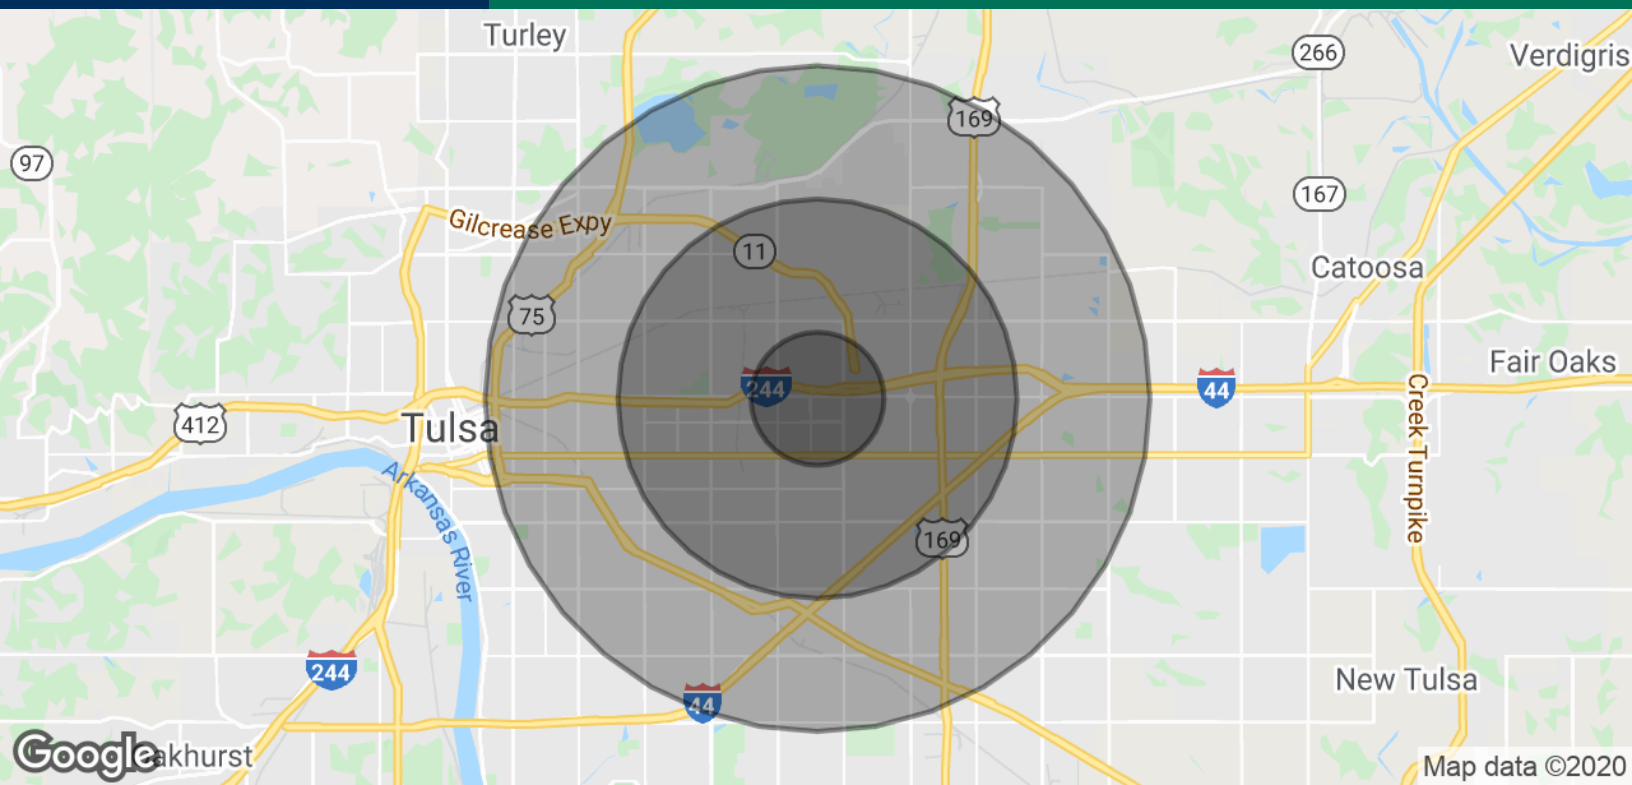 Turley
266
Verdigris
169
97
167
Gilcrease Expy
11
Catoosa
75
Fair Oaks
244
44
412
Tulsa
Creek Turnpike
Arkansas River
169
244
New Tulsa
44
Google
akhurst
Map data ©2020